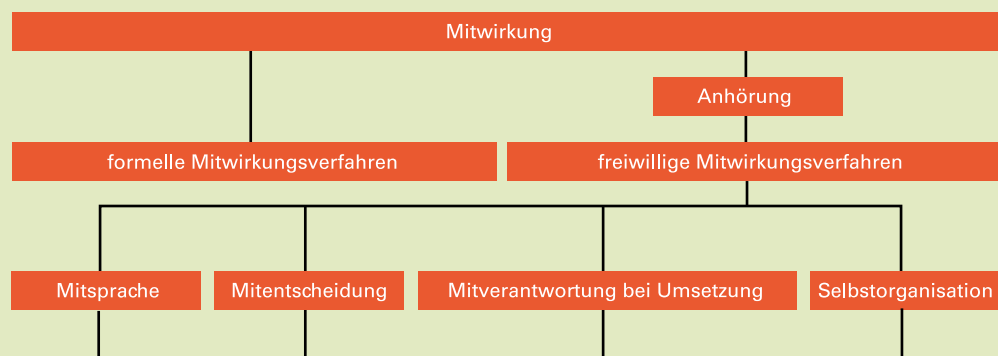 Mitwirkung
Anhörung
formelle Mitwirkungsverfahren
freiwillige Mitwirkungsverfahren
Mitsprache
Mitentscheidung
Mitverantwortung bei Umsetzung
Selbstorganisation